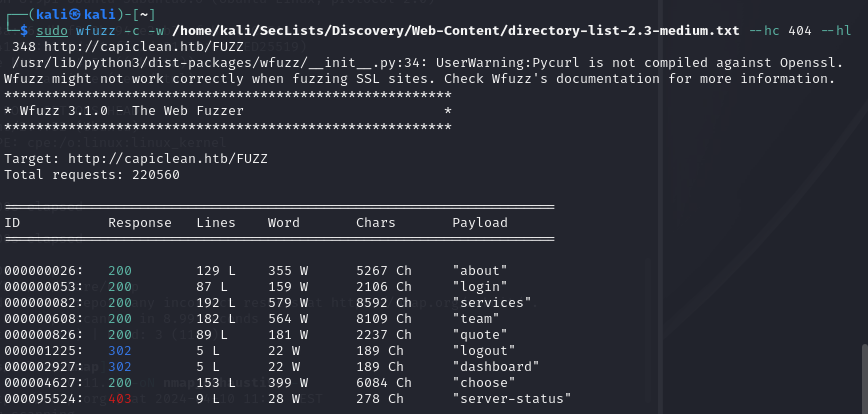 ┌──(kali㉿kali)-[~]
└─$ sudo wfuzz -c -w /home/kali/SecLists/Discovery/Web-Content/directory-list-2.3-medium.txt --hc 404 --hl
348 http://capiclean.htb/FUZZ
/usr/lib/python3/dist-packages/wfuzz/__init__.py:34: UserWarning:Pycurl is not compiled against Openssl.
Wfuzz might not work correctly when fuzzing SSL sites. Check Wfuzz's documentation for more information.
********************************************************
* Wfuzz 3.1.0 - The Web Fuzzer                         *
********************************************************
Target: http://capiclean.htb/FUZZ
Total requests: 220560
=====================================================================
ID           Response   Lines    Word       Chars       Payload
=====================================================================
000000026:   200        129 L    355 W      5267 Ch     "about"
000000053:   200        87 L     159 W      2106 Ch     "login"
000000082:   200        192 L    579 W      8592 Ch     "services"
000000608:   200        182 L    564 W      8109 Ch     "team"
000000826:   200        89 L     181 W      2237 Ch     "quote"
000001225:   302        5 L      22 W       189 Ch      "logout"
000002927:   302        5 L      22 W       189 Ch      "dashboard"
000004627:   200        153 L    399 W      6084 Ch     "choose"
000095524:   403        9 L      28 W       278 Ch      "server-status"